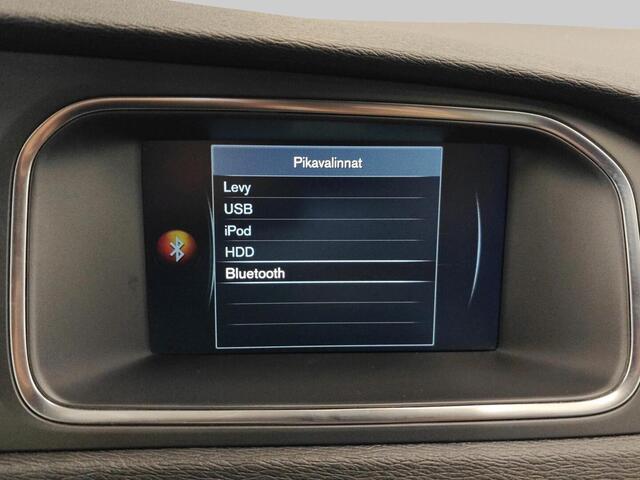 Pikavalinnat
Levy
USB
iPod
HDD
Bluetooth